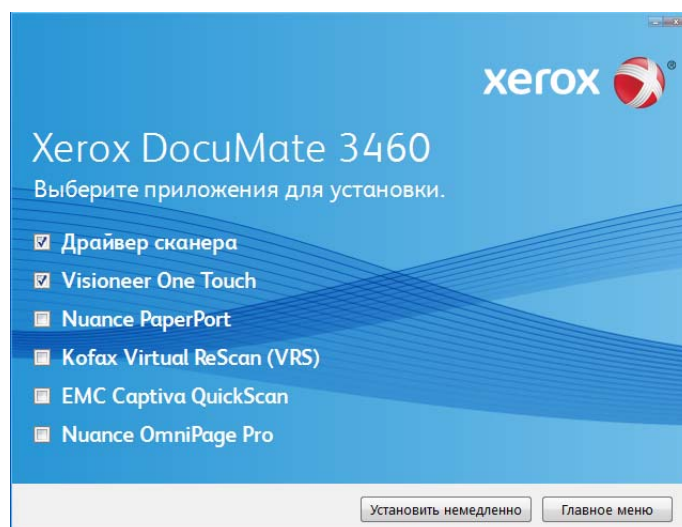 xerox
Xerox DocuMate 3460
Выберите приложения для установки.
Драйвер сканера
Visioneer One Touch
Nuance PaperPort
Kofax Virtual ReScan (VRS)
EMC Captiva QuickScan
Nuance OmniPage Pro
Установить немедленно Главное меню